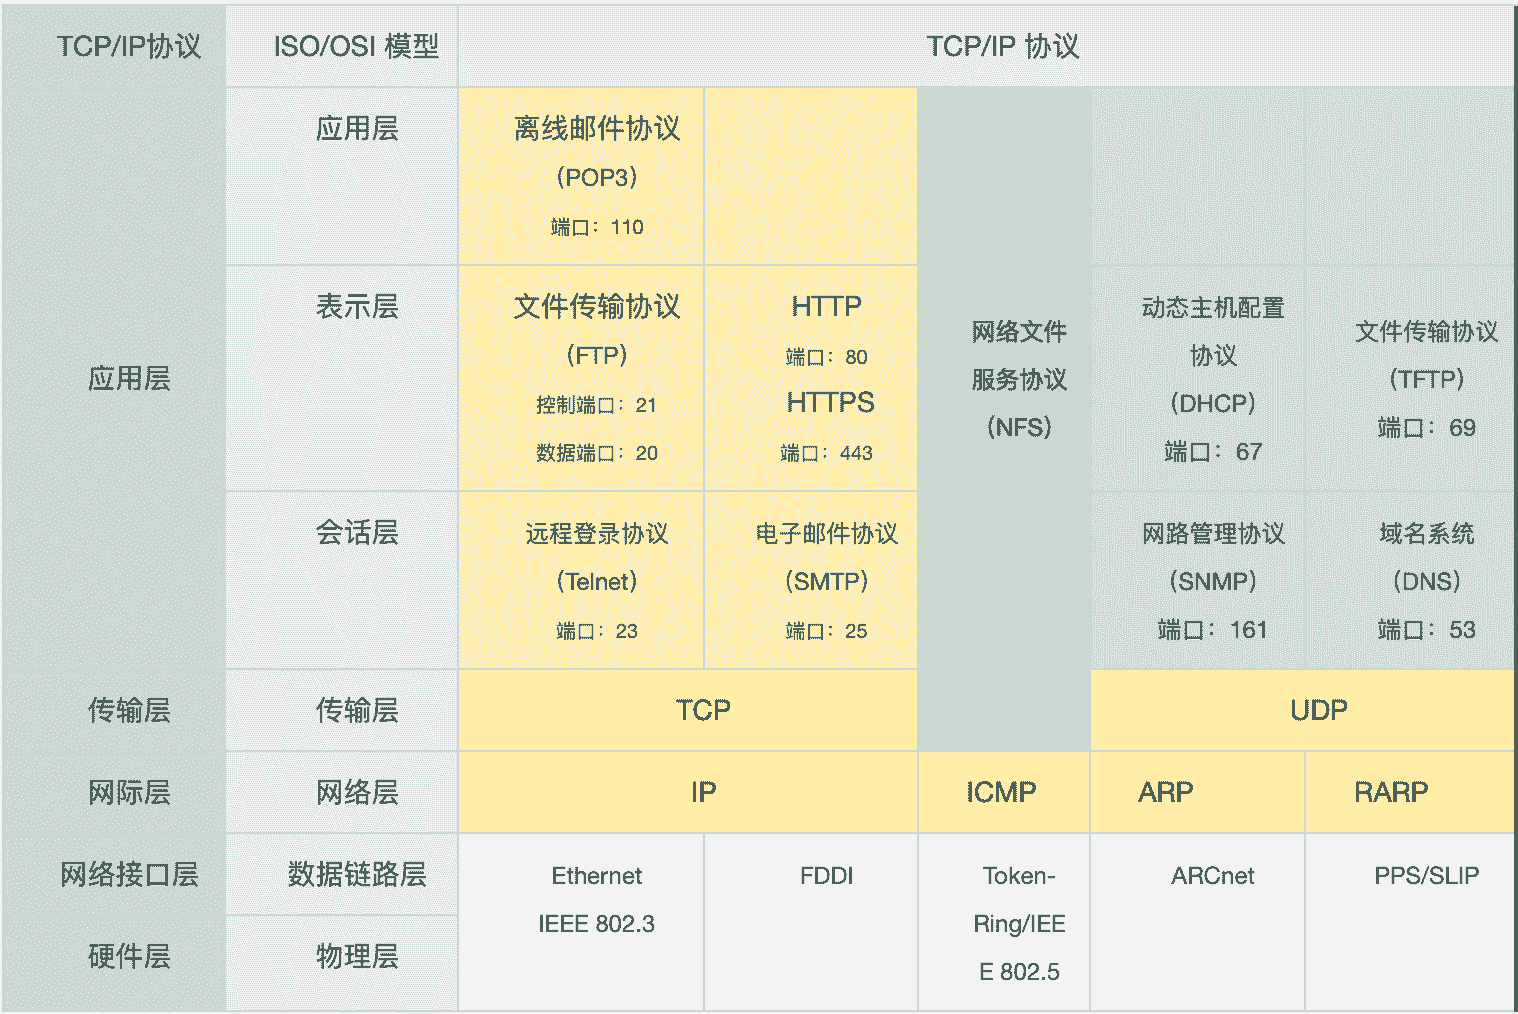 TCP/IP协议
ISO/OSI 模型
TCP/IP 协议
应用层
应用层
离线邮件协议
（POP3）
端口：110
表示层
文件传输协议
（FTP）
控制端口：21
数据端口：20
HTTP
端口：80
HTTPS
端口：443
网络文件
服务协议
（NFS）
动态主机配置
协议
（DHCP）
端口：67
文件传输协议
（TFTP）
端口：69
会话层
远程登录协议
（Telnet）
端口：23
电子邮件协议
（SMTP）
端口：25
网路管理协议
（SNMP）
端口：161
域名系统
（DNS）
端口：53
传输层
传输层
TCP
UDP
网际层
网络层
IP
ICMP
ARP
RARP
网络接口层
数据链路层
Ethernet
IEEE 802.3
FDDI
Token-
Ring/IEE
E 802.5
ARCnet
PPS/SLIP
硬件层
物理层